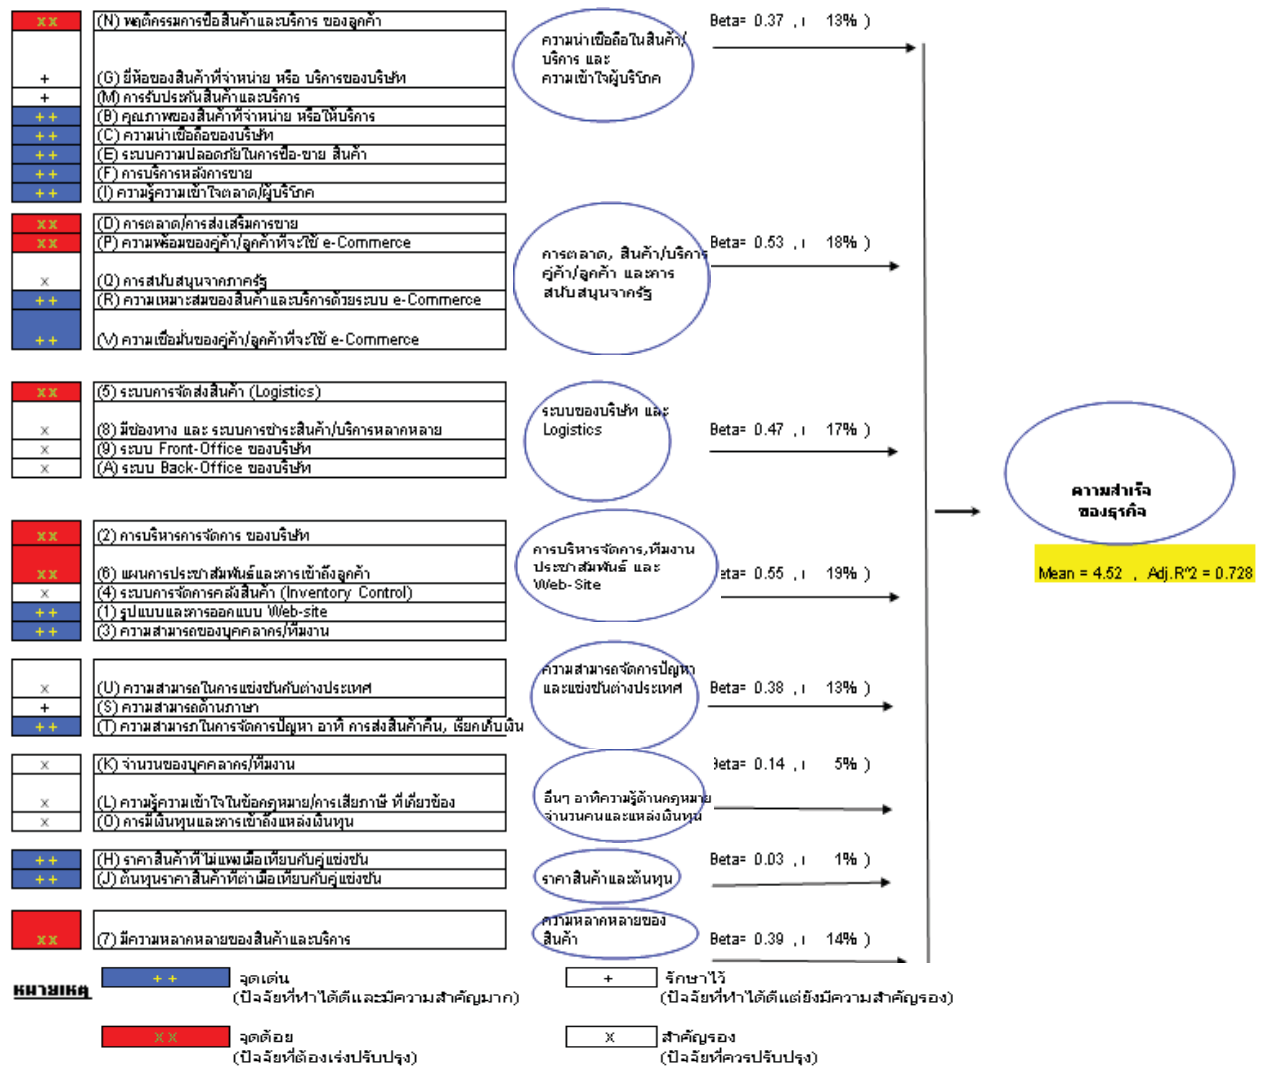 xx (N) พฤติกรรมการซื้อสินค้าและบริการ ของลูกค้า
+ (G) ยี่ห้อของสินค้าที่จำหน่าย หรือ บริการของบริษัท
+ (M) การรับประกันสินค้าและบริการ
++ (B) คุณภาพของสินค้าที่จำหน่าย หรือให้บริการ
++ (C) ความน่าเชื่อถือของบริษัท
++ (E) ระบบความปลอดภัยในการซื้อ-ขาย สินค้า
++ (F) การบริการหลังการขาย
++ (I) ความรู้ความเข้าใจตลาด/ผู้บริโภค
ความน่าเชื่อถือในสินค้า/
บริการ และ
ความเข้าใจผู้บริโภค
Beta= 0.37 , ı 13% )
xx (D) การตลาด/การส่งเสริมการขาย
xx (P) ความพร้อมของคู่ค้า/ลูกค้าที่จะใช้ e-Commerce
x (Q) การสนับสนุนจากภาครัฐ
++ (R) ความเหมาะสมของสินค้าและบริการด้วยระบบ e-Commerce
++ (V) ความเชื่อมั่นของคู่ค้า/ลูกค้าที่จะใช้ e-Commerce
การตลาด, สินค้า/บริการ
คู่ค้า/ลูกค้า และการ
สนับสนุนจากรัฐ
Beta= 0.53 , ı 18% )
xx (5) ระบบการจัดส่งสินค้า (Logistics)
x (8) มีช่องทาง และ ระบบการชำระสินค้า/บริการหลากหลาย
x (9) ระบบ Front-Office ของบริษัท
x (A) ระบบ Back-Office ของบริษัท
ระบบของบริษัท และ
Logistics
Beta= 0.47 , ı 17% )
xx (2) การบริหารการจัดการ ของบริษัท
xx (6) แผนการประชาสัมพันธ์และการเข้าถึงลูกค้า
x (4) ระบบการจัดการคลังสินค้า (Inventory Control)
++ (1) รูปแบบและการออกแบบ Web-site
++ (3) ความสามารถของบุคคลากร/ทีมงาน
การบริหารจัดการ,ทีมงาน
ประชาสัมพันธ์ และ
Web-Site
eta= 0.55 , ı 19% )
x (U) ความสามารถในการแข่งขันกับต่างประเทศ
+ (S) ความสามารถด้านภาษา
++ (T) ความสามารภในการจัดการปัญหา อาทิ การส่งสินค้าคืน, เรียกเก็บเงิน
ความสามารถจัดการปัญหา
และแข่งขันต่างประเทศ
Beta= 0.38 , ı 13% )
x (K) จำนวนของบุคคลากร/ทีมงาน
x (L) ความรู้ความเข้าใจในข้อกฎหมาย/การเสียภาษี ที่เกี่ยวข้อง
x (O) การมีเงินทุนและการเข้าถึงแหล่งเงินทุน
อื่นๆ อาทิความรู้ด้านกฎหมาย
จำนวนคนและแหล่งเงินทุน
Beta= 0.14 , ı 5% )
++ (H) ราคาสินค้าที่ไม่แพงเมื่อเทียบกับคู่แข่งขัน
++ (J) ต้นทุนราคาสินค้าที่ต่ำเมื่อเทียบกับคู่แข่งขัน
ราคาสินค้าและต้นทุน
Beta= 0.03 , ı 1% )
xx (7) มีความหลากหลายของสินค้าและบริการ
ความหลากหลายของ
สินค้า
Beta= 0.39 , ı 14% )
ความสำเร็จ
ของธุรกิจ
Mean = 4.52 , Adj.R^2 = 0.728
หมายเหตุ
++ จุดเด่น
(ปัจจัยที่ทำได้ดีและมีความสำคัญมาก)
+ รักษาไว้
(ปัจจัยที่ทำได้ดีแต่ยังมีความสำคัญรอง)
xx จุดด้อย
(ปัจจัยที่ต้องเร่งปรับปรุง)
x สำคัญรอง
(ปัจจัยที่ควรปรับปรุง)